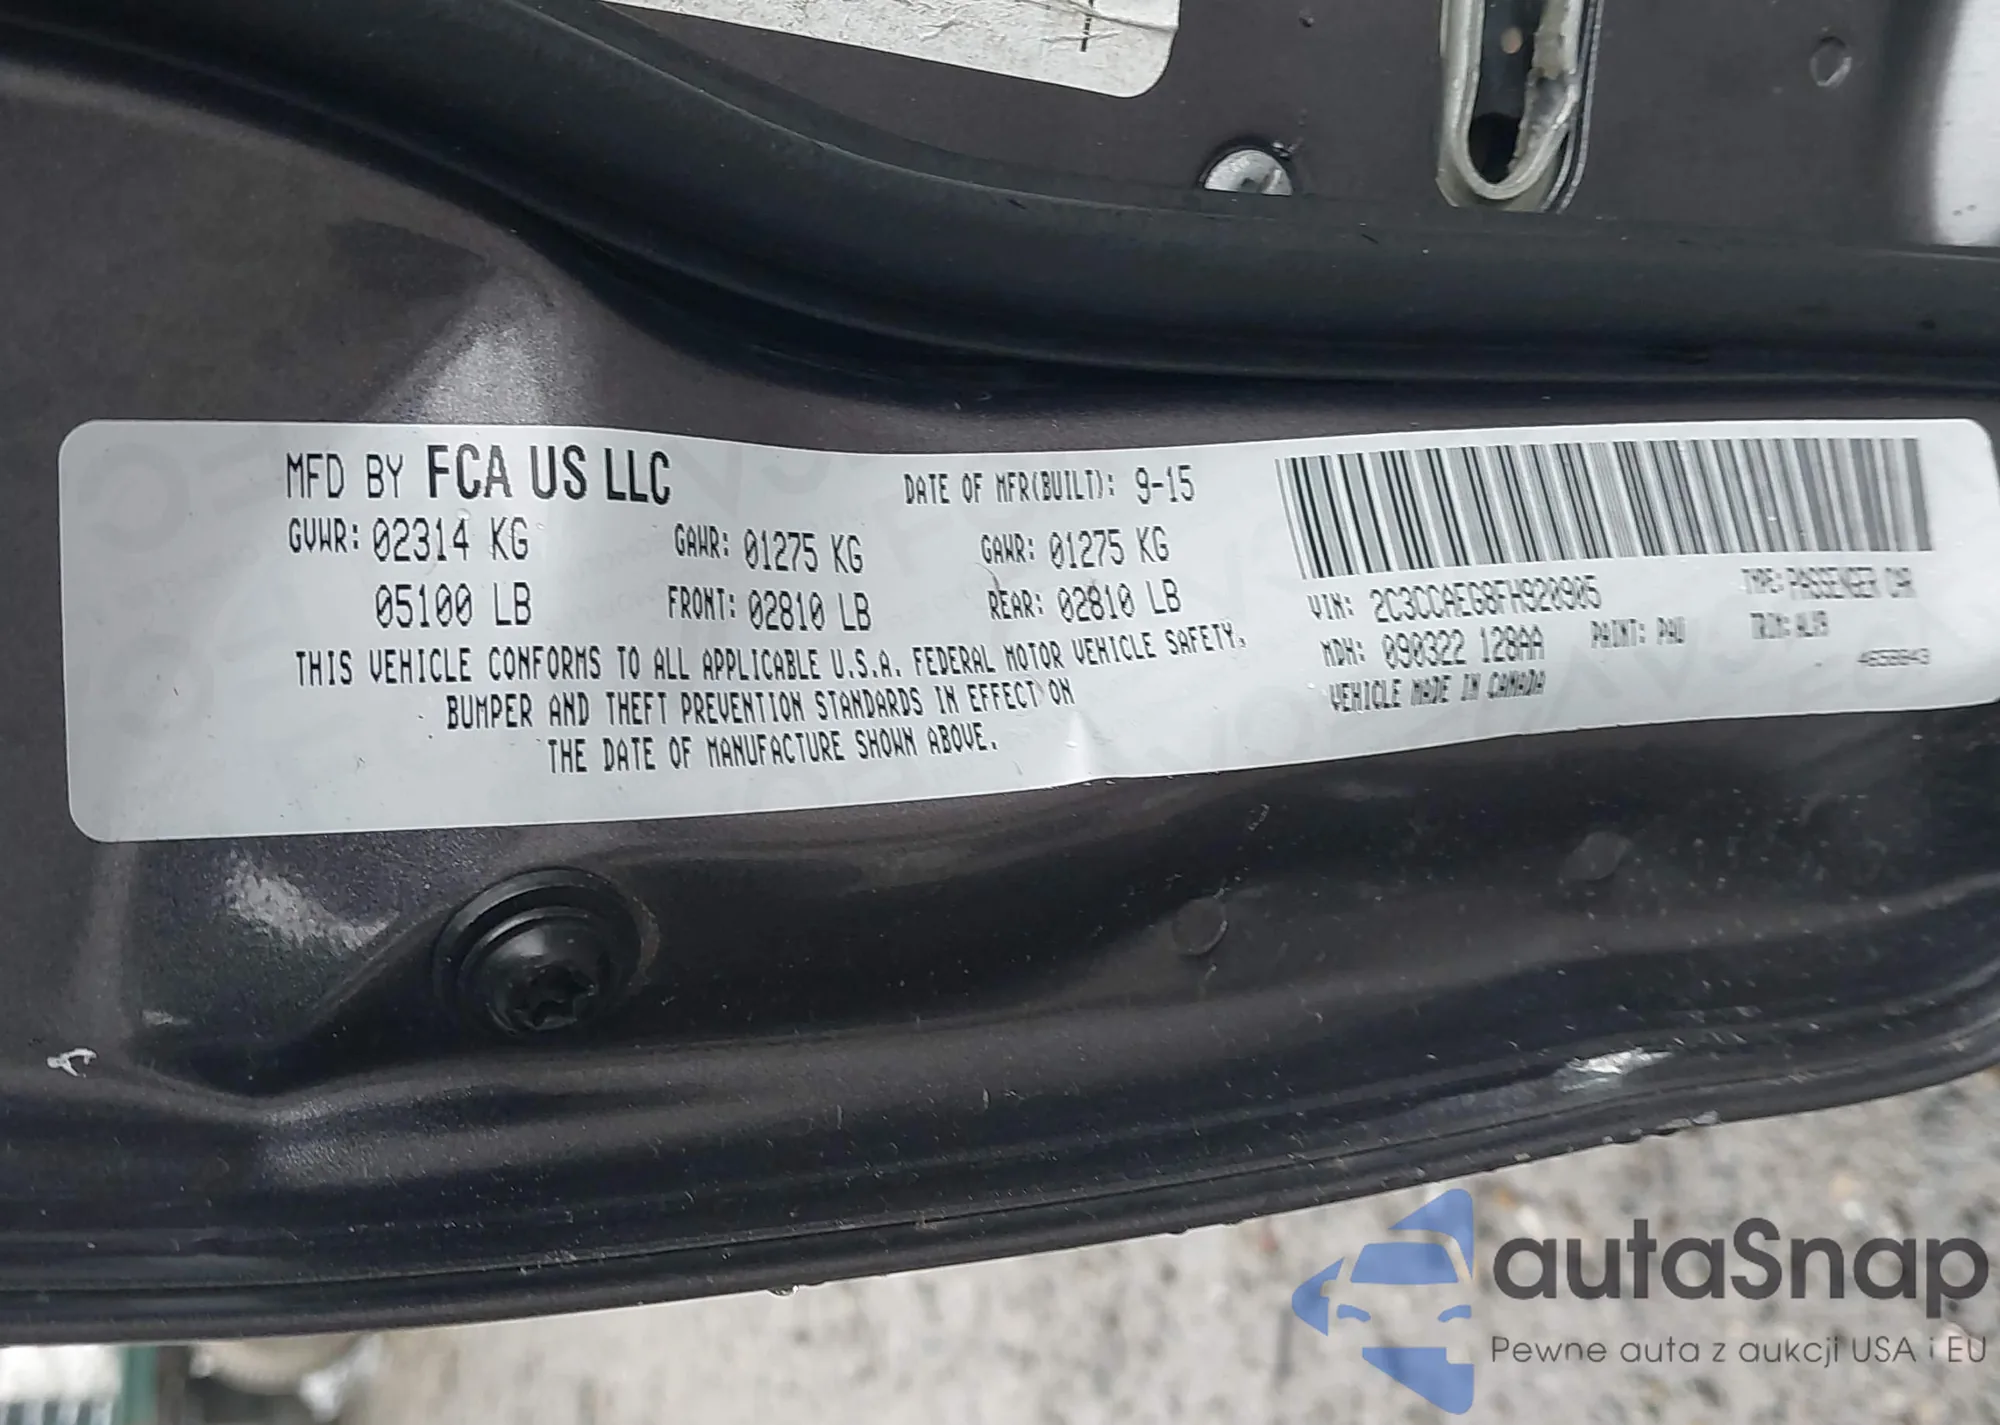 MFD BY FCA US LLC
DATE OF MFR(BUILT): 9-15
GVWR: 02314 KG
GAWR: 01275 KG
GAWR: 01275 KG
05100 LB
FRONT: 02810 LB
REAR: 02810 LB
THIS VEHICLE CONFORMS TO ALL APPLICABLE U.S.A. FEDERAL MOTOR VEHICLE SAFETY,
BUMPER AND THEFT PREVENTION STANDARDS IN EFFECT ON
THE DATE OF MANUFACTURE SHOWN ABOVE.
VIN: 2C3CCAEG8FH920905
TYPE: PASSENGER CAR
MDH: 090322 128AA
PAINT: PAU
TRIM:
VEHICLE MADE IN CANADA
autaSnap
Pewne auta z aukcji USA i EU